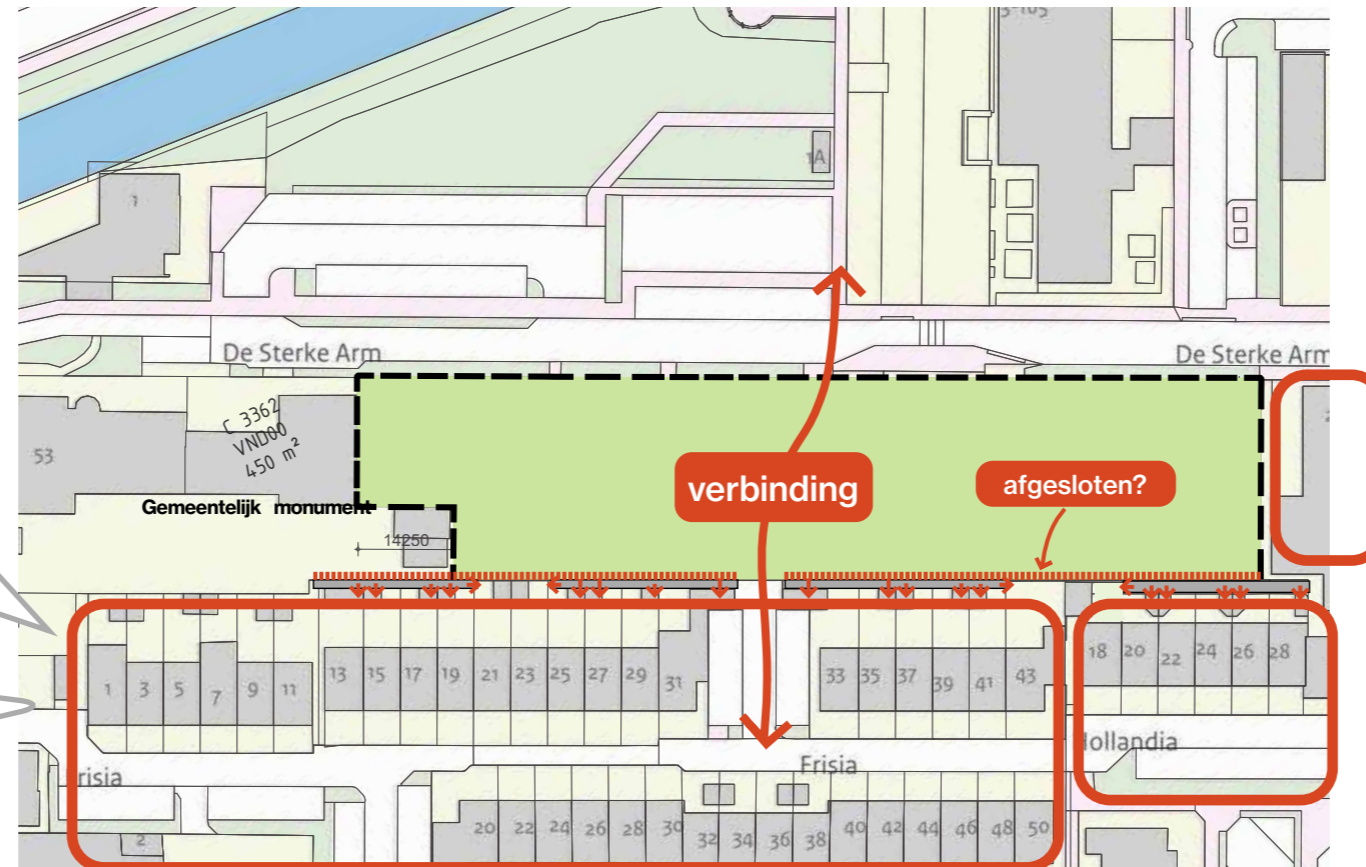 3-105
1A
1
De Sterke Arm
De Sterke Arm
C 3362
VND00
450 m²
53
verbinding
afgesloten?
Gemeentelijk monument
14250
1 3 5 7 9 11
13 15 17 19 21 23 25 27 29 31
33 35 37 39 41 43
18 20 22 24 26 28
Hollandia
Frisia
risia
20 22 24 26 28 30 32 34 36 38 40 42 44 46 48 50
2